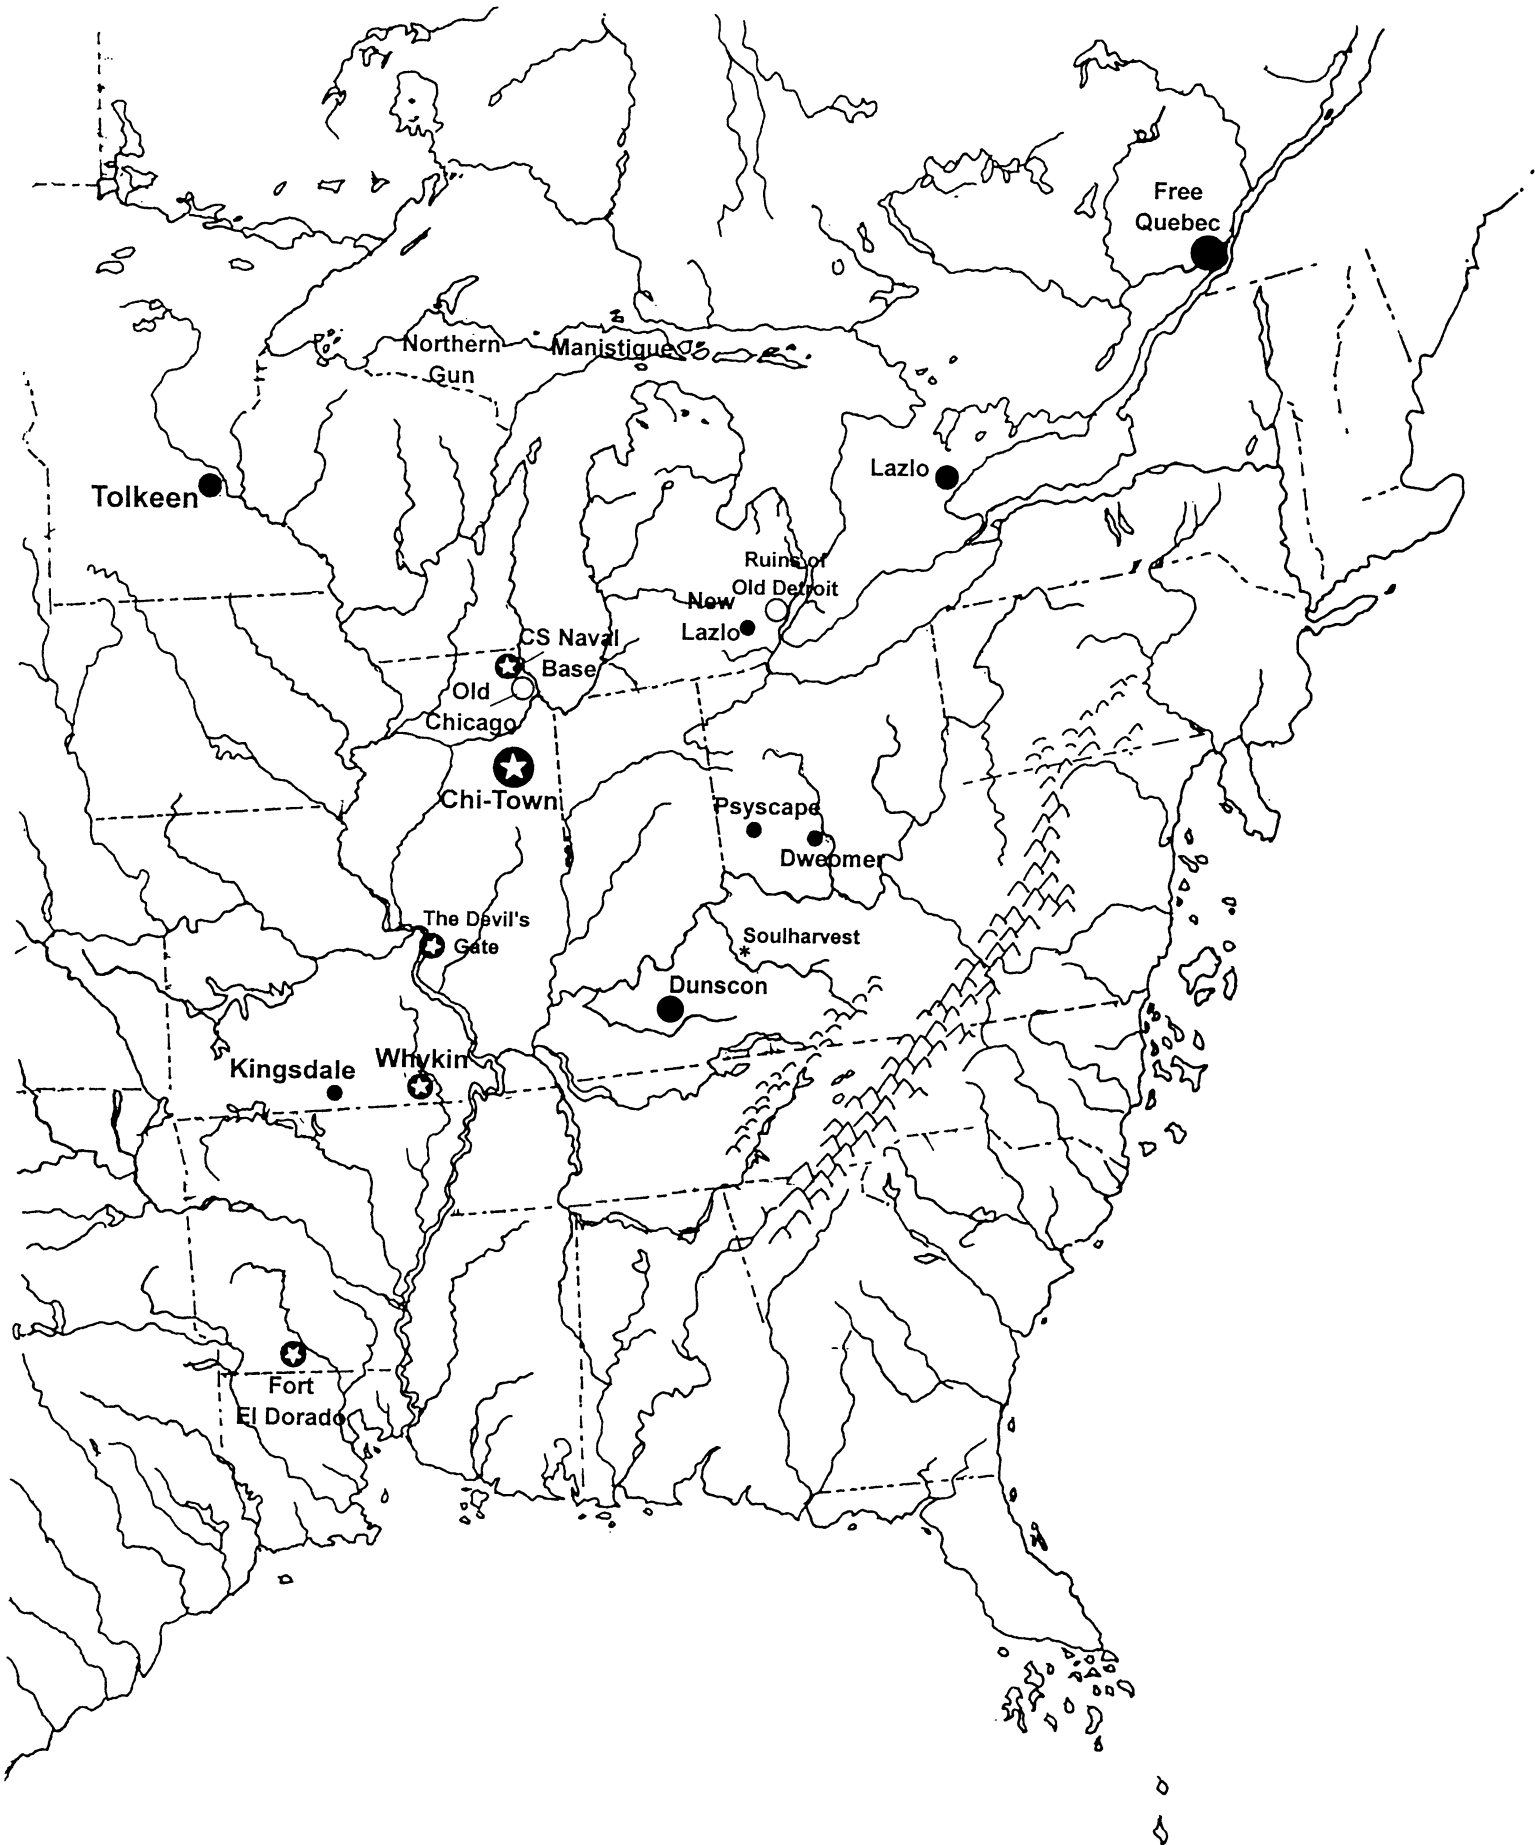 Free
Quebec
Northern
Gun
Manistique
Lazlo
Tolkeen
Ruins of
Old Detroit
New
Lazlo
CS Naval
Base
Old
Chicago
Chi-Town
Psyscape
Dweomer
The Devil's
Gate
Soulharvest
*
Dunscon
Whykin
Kingsdale
Fort
El Dorado